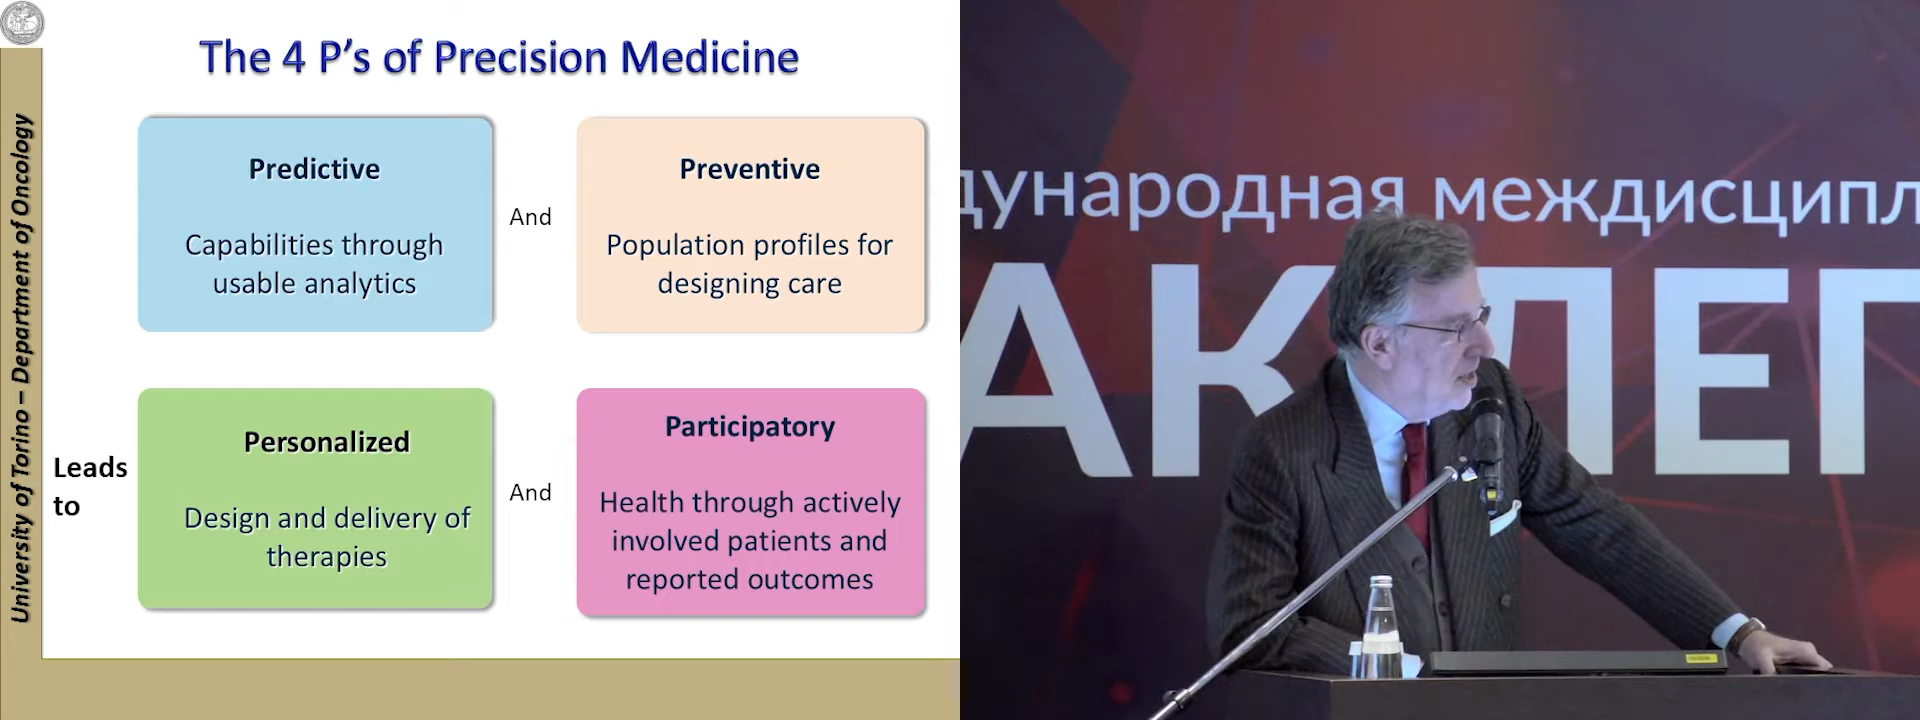 The 4 P's of Precision Medicine
University of Torino – Department of Oncology
Predictive
Capabilities through
usable analytics
And
Preventive
Population profiles for
designing care
Leads
to
Personalized
Design and delivery of
therapies
And
Participatory
Health through actively
involved patients and
reported outcomes
дународная междисципл
АК ЛЕГ